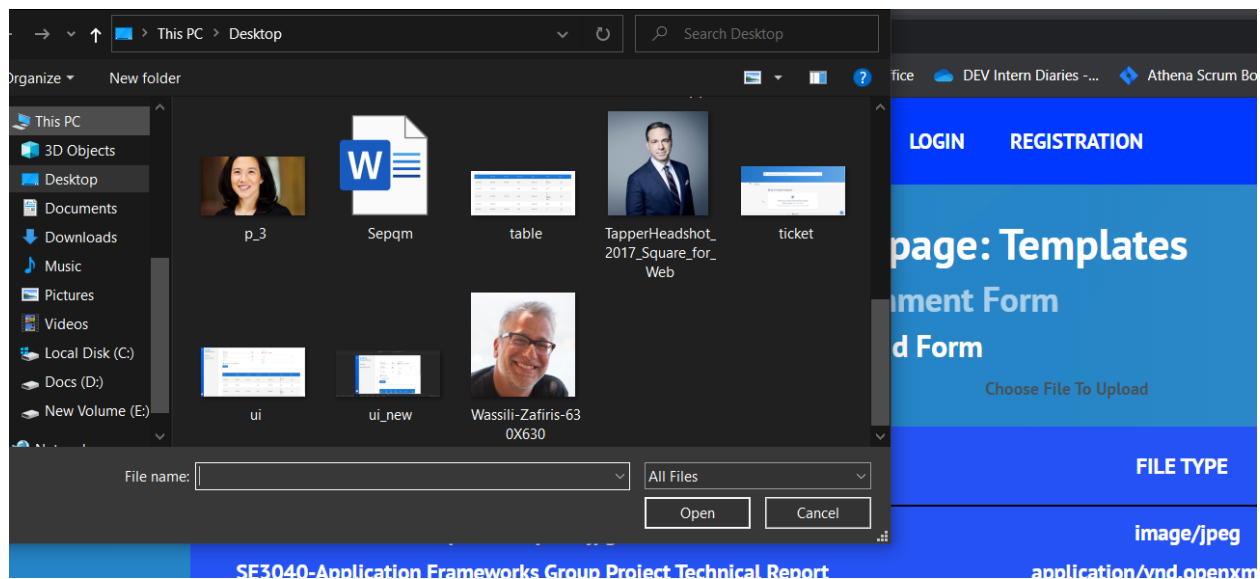 This PC > Desktop
Search Desktop
Organize
New folder
ffice
DEV Intern Diaries -...
Athena Scrum Bo
This PC
3D Objects
Desktop
Documents
Downloads
Music
Pictures
Videos
Local Disk (C:)
Docs (D:)
New Volume (E:)
p_3
W
Sepqm
table
TapperHeadshot_
2017_Square_for_
Web
ticket
ui
ui_new
Wassili-Zafiris-63
0X630
File name:
All Files
Open
Cancel
LOGIN
REGISTRATION
page: Templates
nment Form
d Form
Choose File To Upload
FILE TYPE
image/jpeg
SE3040-Application Frameworks Group Project Technical Report
application/vnd.openxm